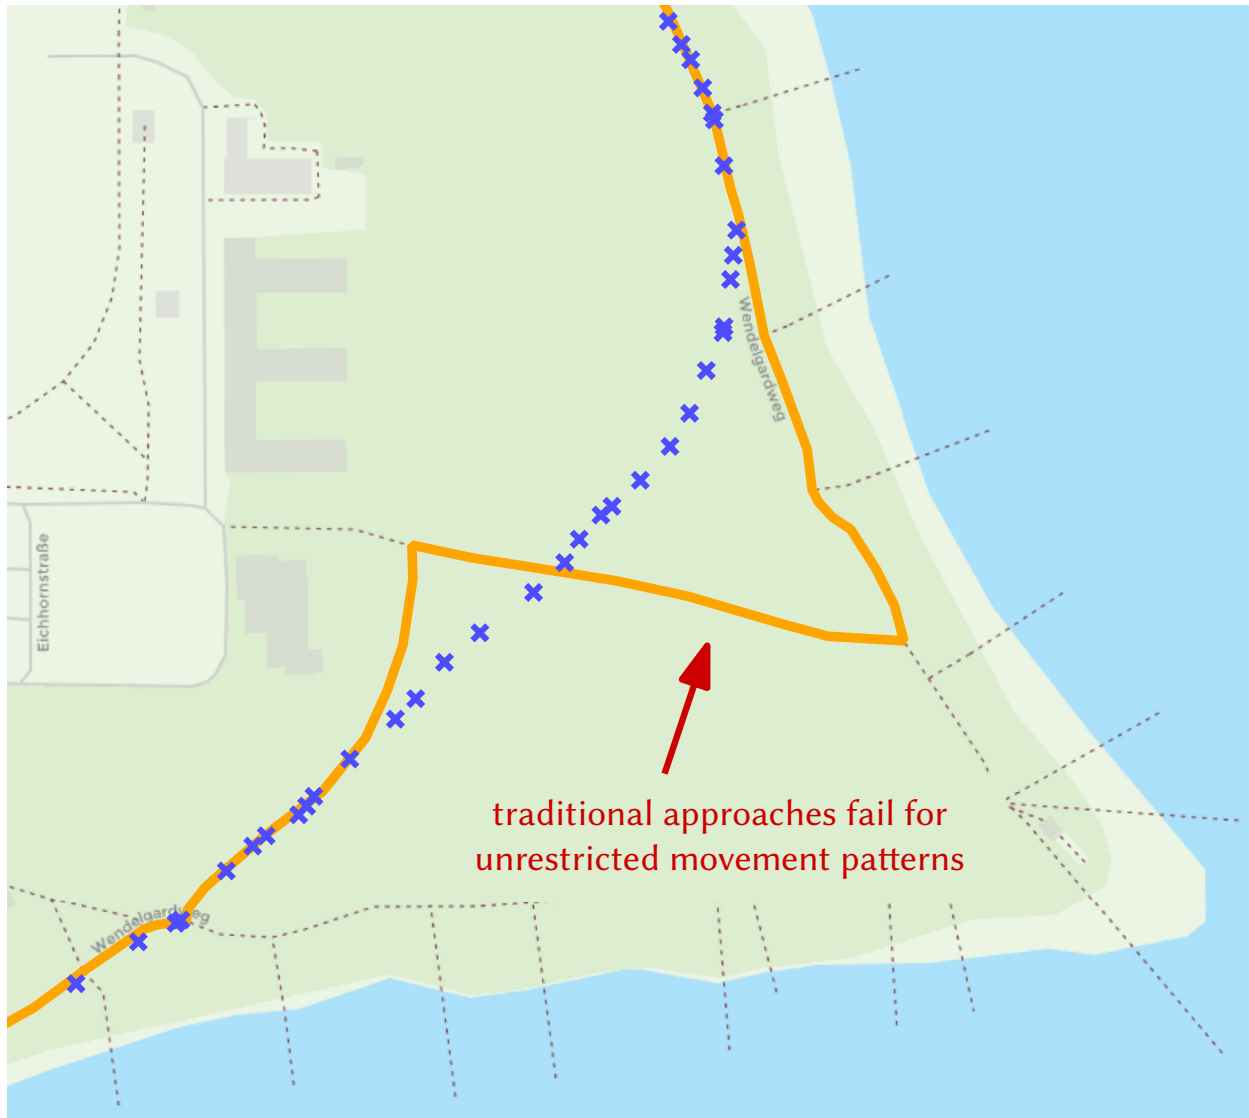 Wendelgardweg
Eichhornstraße
traditional approaches fail for
unrestricted movement patterns
Wendelgardweg